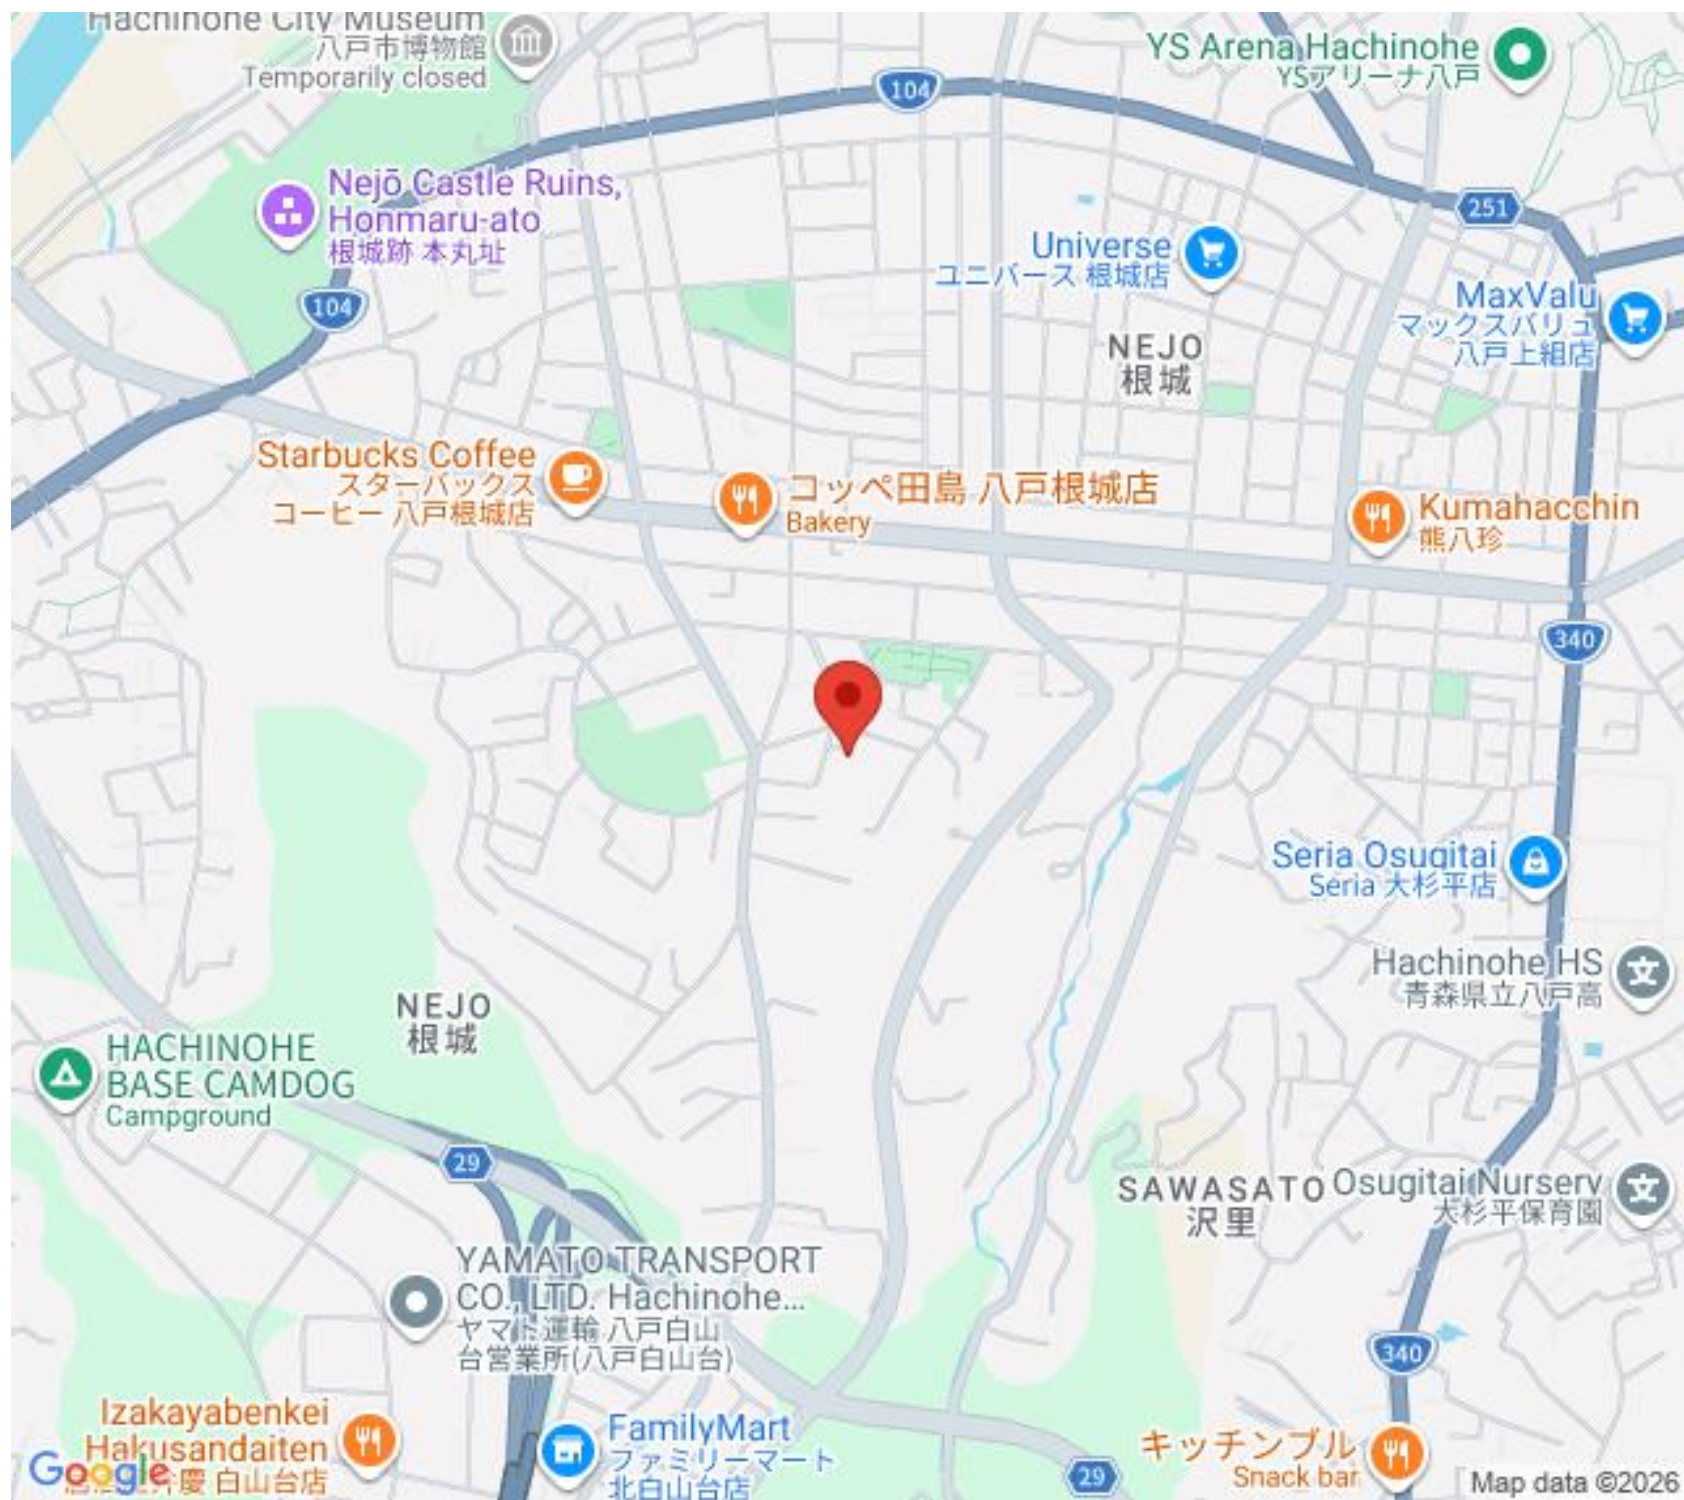 Hachinohe City Museum
八戸市博物館
Temporarily closed
YS Arena Hachinohe
YSアリーナ八戸
104
Nejō Castle Ruins,
Honmaru-ato
根城跡 本丸址
104
251
Universe
ユニバース 根城店
MaxValu
マックスバリュ
八戸上組店
NEJO
根城
Starbucks Coffee
スターバックス
コーヒー 八戸根城店
コッペ田島 八戸根城店
Bakery
Kumahacchin
熊八珍
340
Seria Osugitai
Seria 大杉平店
Hachinohe HS
青森県立八戸高
NEJO
根城
HACHINOHE
BASE CAMDOG
Campground
29
SAWASATO
沢里
Osugitai Nursery
大杉平保育園
YAMATO TRANSPORT
CO., LTD. Hachinohe...
ヤマト運輸 八戸白山
台営業所(八戸白山台)
340
Izakayabenkei
Hakusandaiten
慶 白山台店
FamilyMart
ファミリーマート
北白山台店
キッチンブル
Snack bar
29
Google
Map data ©2026